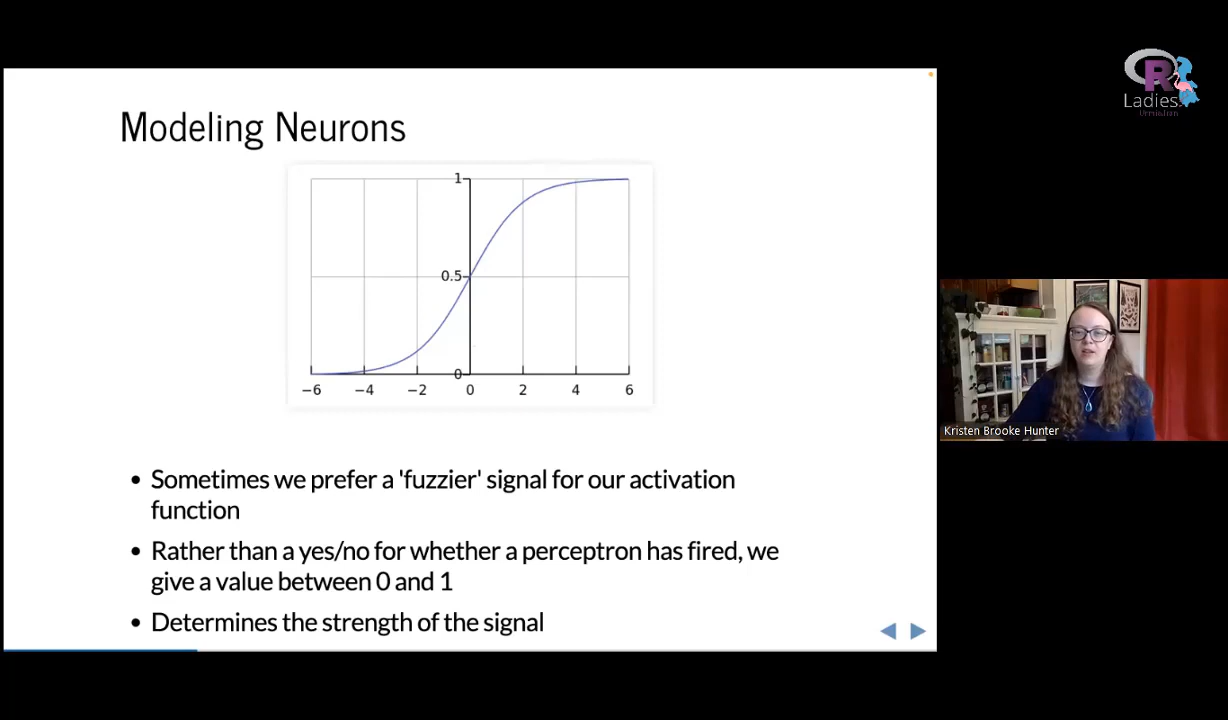 Modeling Neurons
1
0.5
0
−6 −4 −2 0 2 4 6
• Sometimes we prefer a 'fuzzier' signal for our activation
function
• Rather than a yes/no for whether a perceptron has fired, we
give a value between 0 and 1
• Determines the strength of the signal
R
Ladies
Kristen Brooke Hunter